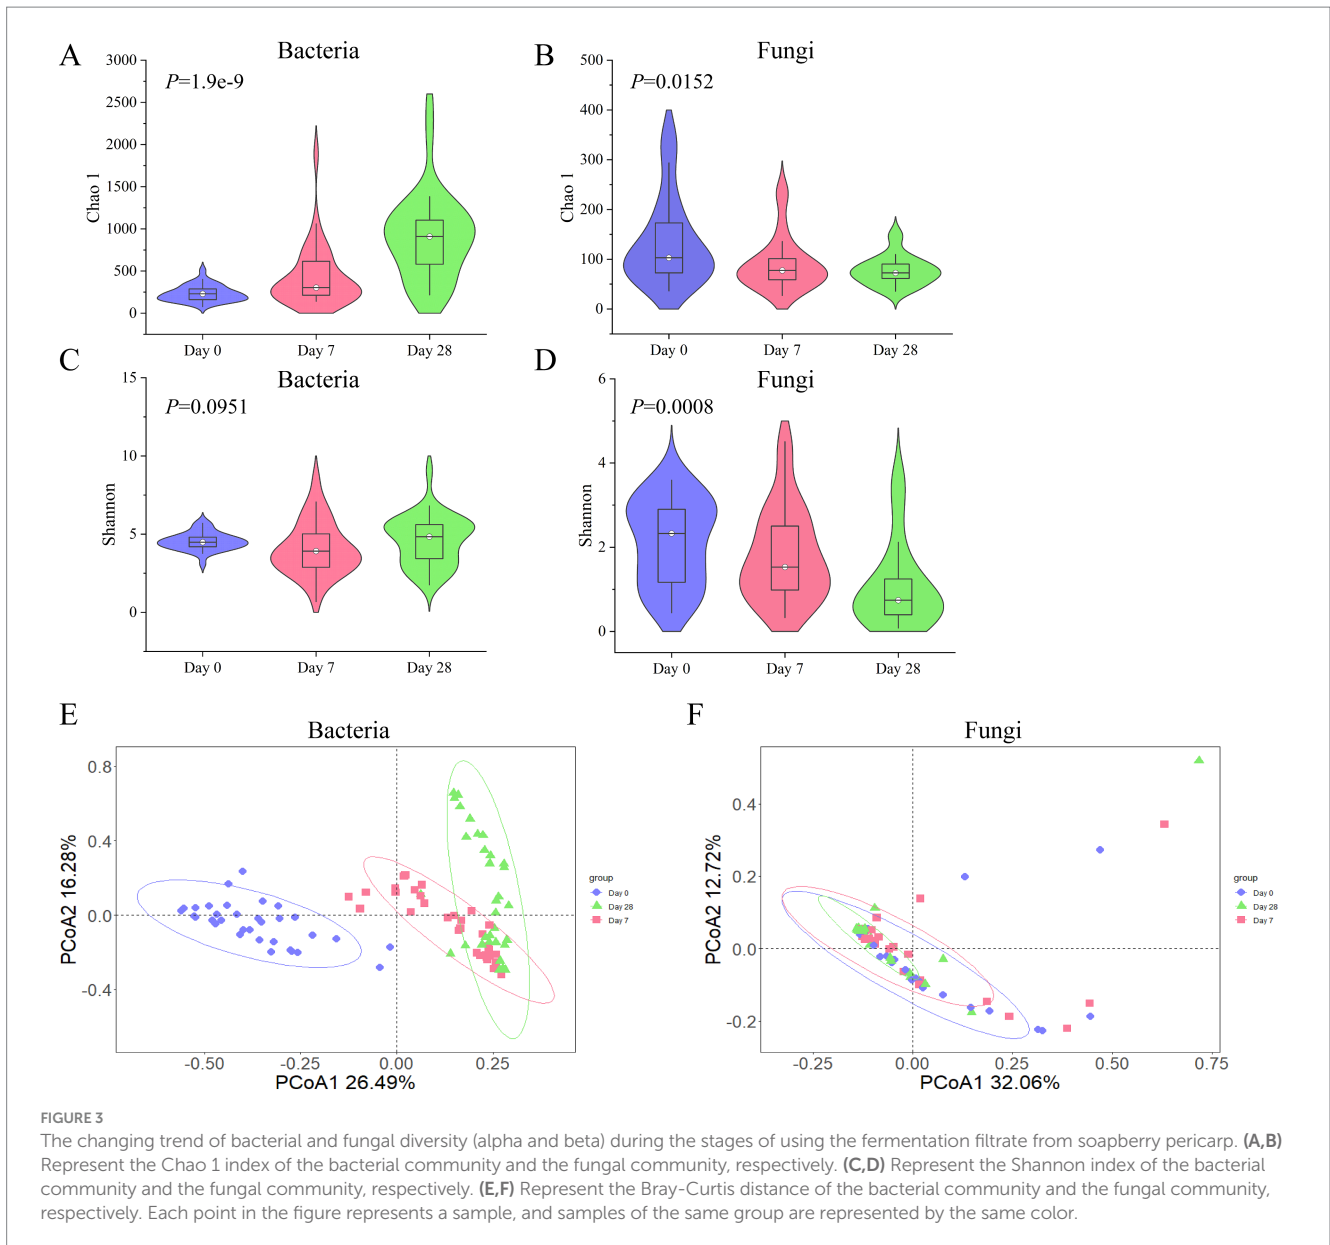 A
Bacteria
P=1.9e-9
3000
2500
2000
1500
1000
500
0
Chao 1
Day 0
Day 7
Day 28
B
Fungi
P=0.0152
500
400
300
200
100
0
Chao 1
Day 0
Day 7
Day 28
C
Bacteria
P=0.0951
15
10
5
0
Shannon
Day 0
Day 7
Day 28
D
Fungi
P=0.0008
6
4
2
0
Shannon
Day 0
Day 7
Day 28
E
Bacteria
0.8
0.4
0.0
-0.4
PCoA2 16.28%
-0.50
-0.25
0.00
0.25
PCoA1 26.49%
group
Day 0
Day 28
Day 7
F
Fungi
0.4
0.2
0.0
-0.2
PCoA2 12.72%
-0.25
0.00
0.25
0.50
0.75
PCoA1 32.06%
group
Day 0
Day 28
Day 7
FIGURE 3
The changing trend of bacterial and fungal diversity (alpha and beta) during the stages of using the fermentation filtrate from soapberry pericarp. (A,B)
Represent the Chao 1 index of the bacterial community and the fungal community, respectively. (C,D) Represent the Shannon index of the bacterial
community and the fungal community, respectively. (E,F) Represent the Bray-Curtis distance of the bacterial community and the fungal community,
respectively. Each point in the figure represents a sample, and samples of the same group are represented by the same color.